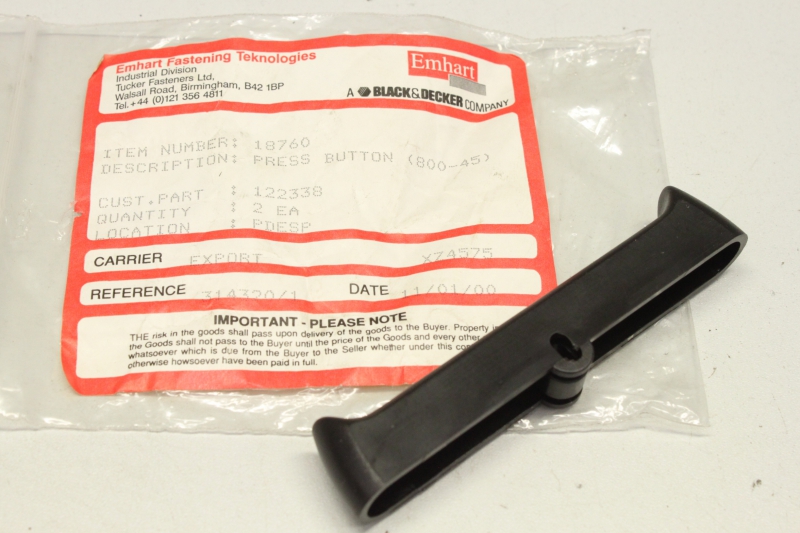 Emhart Fastening Teknologies
Industrial Division
Tucker Fasteners Ltd,
Walsall Road, Birmingham, B42 1BP
Tel.+44 (0)121 356 4811
Emhart
A BLACK&DECKER COMPANY
ITEM NUMBER: 18760
DESCRIPTION: PRESS BUTTON (800-45)
CUST.PART : 122338
QUANTITY : 2 EA
LOCATION : PDESP
CARRIER EXPORT XZ4575
REFERENCE 314320/1 DATE 11/01/00
IMPORTANT - PLEASE NOTE
THE risk in the goods shall pass upon delivery of the goods to the Buyer. Property in
the Goods shall not pass to the Buyer until the price of the Goods and every other
whatsoever which is due from the Buyer to the Seller whether under this con
otherwise howsoever have been paid in full.